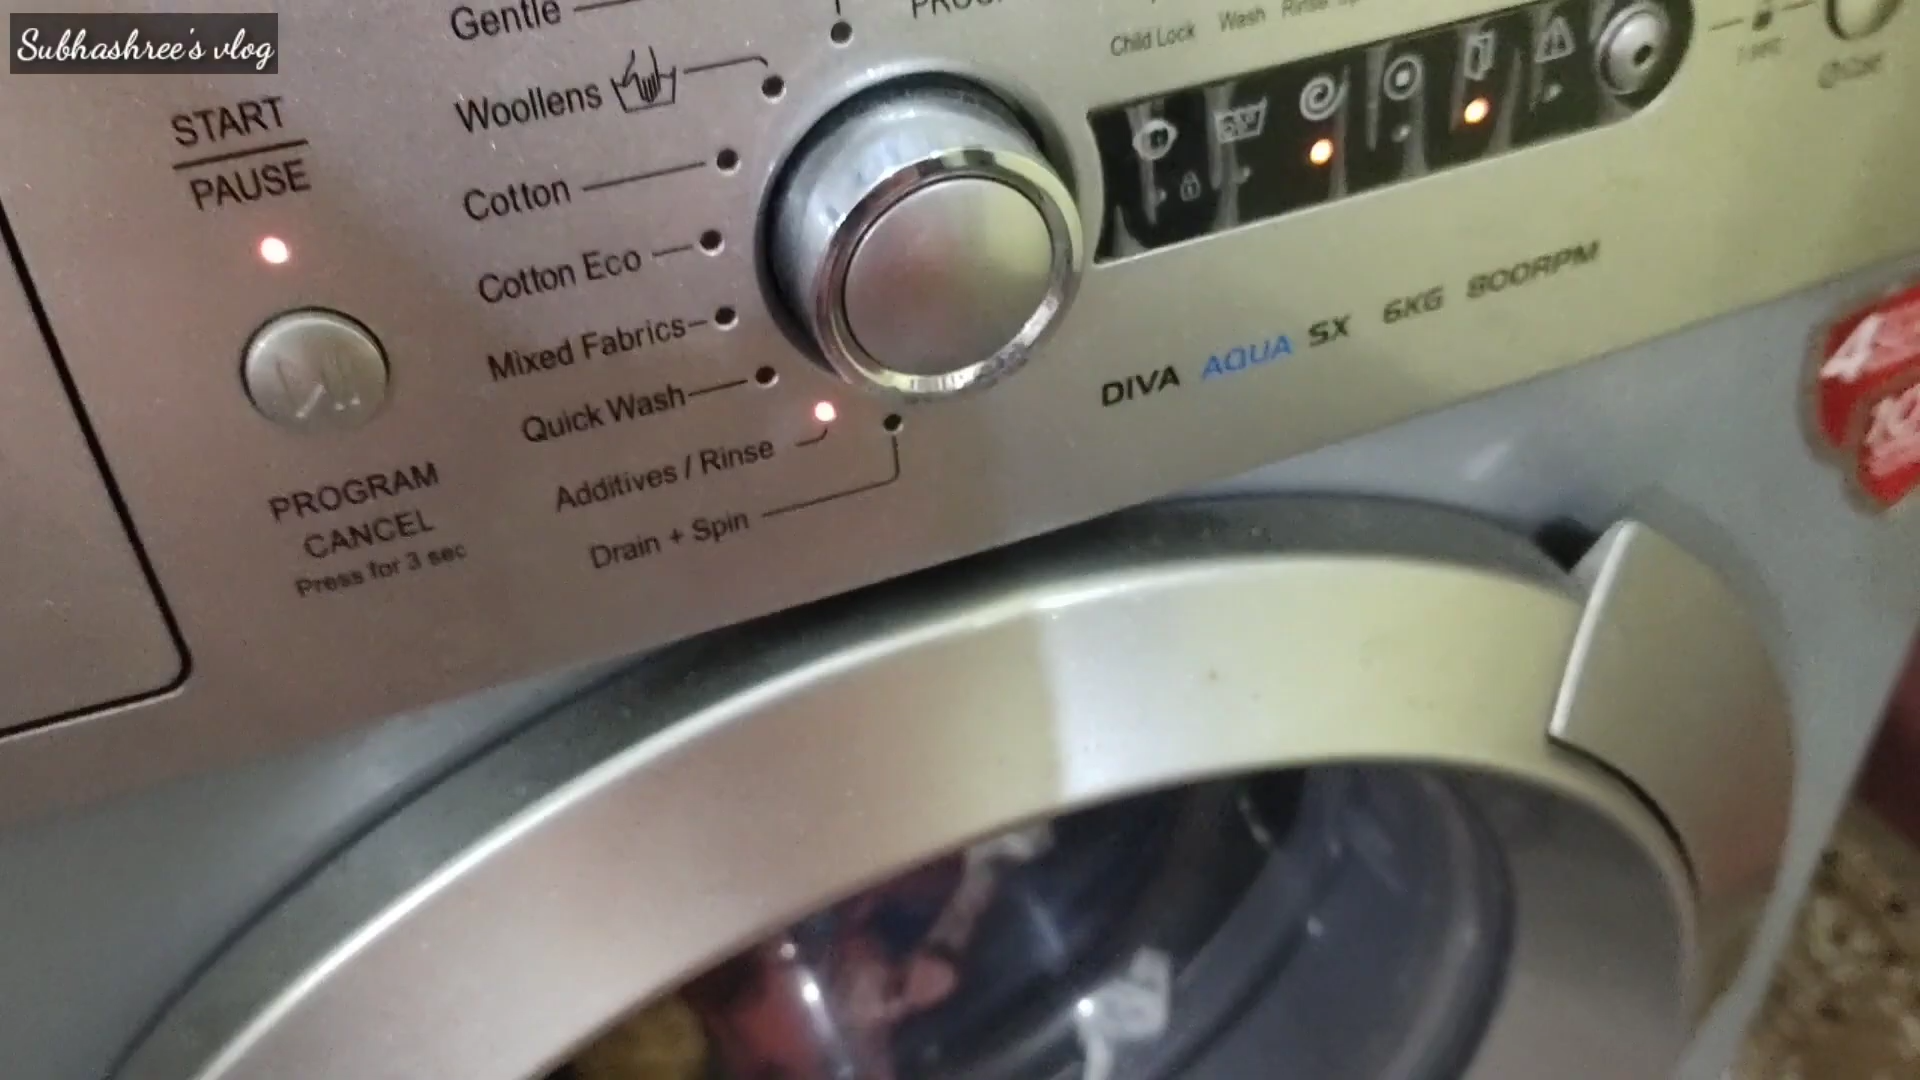 Subhashree's vlog
Gentle
Woollens
Cotton
Cotton Eco
Mixed Fabrics
Quick Wash
Additives / Rinse
Drain + Spin
START
PAUSE
PROGRAM
CANCEL
Press for 3 sec
Child Lock
Wash
Rinse
DIVA AQUA SX 6KG 800RPM